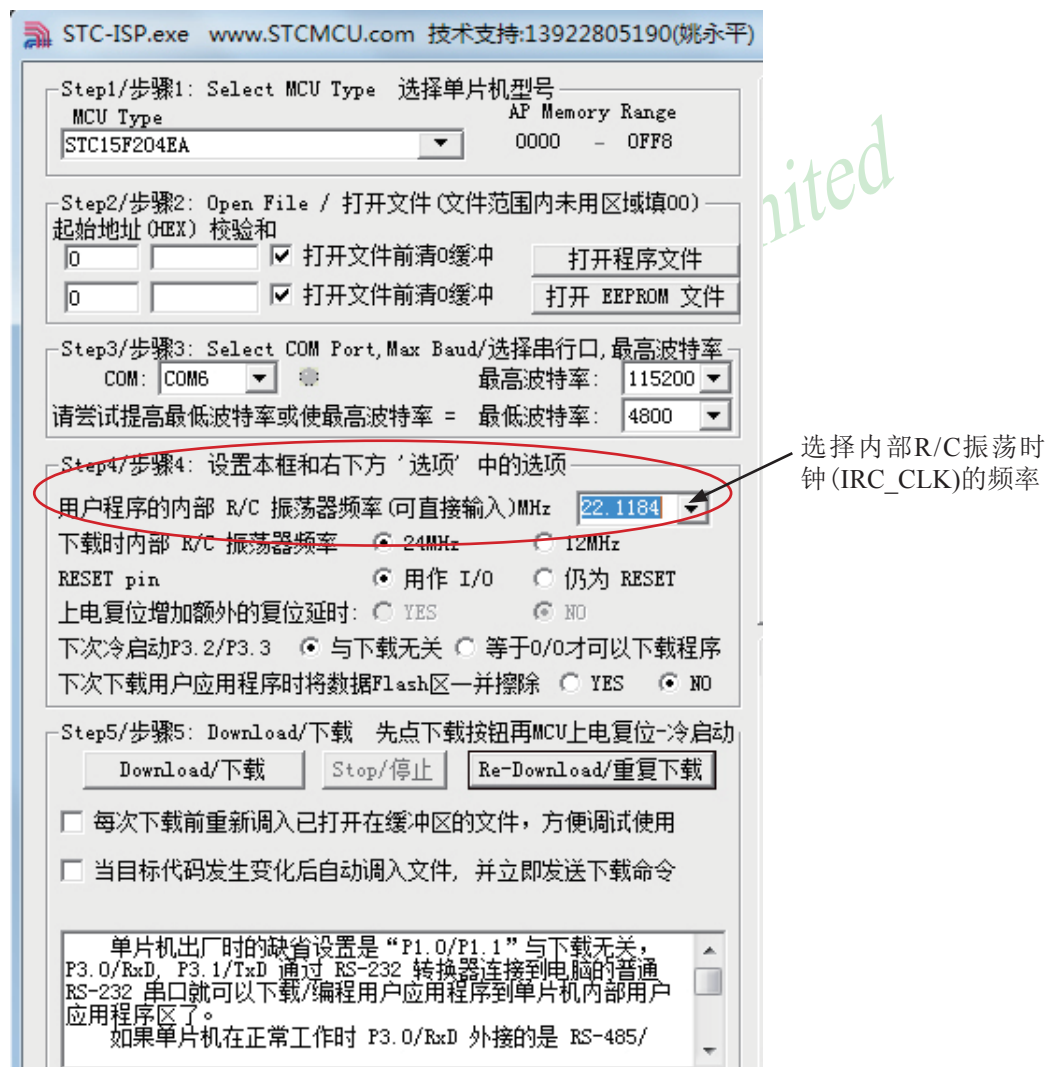 STC-ISP.exe www.STCMCU.com 技术支持:13922805190(姚永平)
Step1/步骤1: Select MCU Type 选择单片机型号
MCU Type AP Memory Range
STC15F204EA 0000 - 0FF8
Step2/步骤2: Open File / 打开文件(文件范围内未用区域填00)
起始地址(HEX) 校验和
0 打开文件前清0缓冲 打开程序文件
0 打开文件前清0缓冲 打开 EEPROM 文件
Step3/步骤3: Select COM Port,Max Baud/选择串行口,最高波特率
COM: COM6 最高波特率: 115200
请尝试提高最低波特率或使最高波特率 = 最低波特率: 4800
Step4/步骤4: 设置本框和右下方 '选项' 中的选项
用户程序的内部 R/C 振荡器频率(可直接输入)MHz 22.1184
选择内部R/C振荡时
钟(IRC_CLK)的频率
下载时内部 R/C 振荡器频率 24MHz 12MHz
RESET pin 用作 I/O 仍为 RESET
上电复位增加额外的复位延时: YES NO
下次冷启动P3.2/P3.3 与下载无关 等于0/0才可以下载程序
下次下载用户应用程序时将数据Flash区一并擦除 YES NO
Step5/步骤5: Download/下载 先点下载按钮再MCU上电复位-冷启动
Download/下载 Stop/停止 Re-Download/重复下载
每次下载前重新调入已打开在缓冲区的文件，方便调试使用
当目标代码发生变化后自动调入文件, 并立即发送下载命令
单片机出厂时的缺省设置是“P1.0/P1.1”与下载无关，
P3.0/RxD, P3.1/TxD 通过 RS-232 转换器连接到电脑的普通
RS-232 串口就可以下载/编程用户应用程序到单片机内部用户
应用程序区了。
如果单片机在正常工作时 P3.0/RxD 外接的是 RS-485/